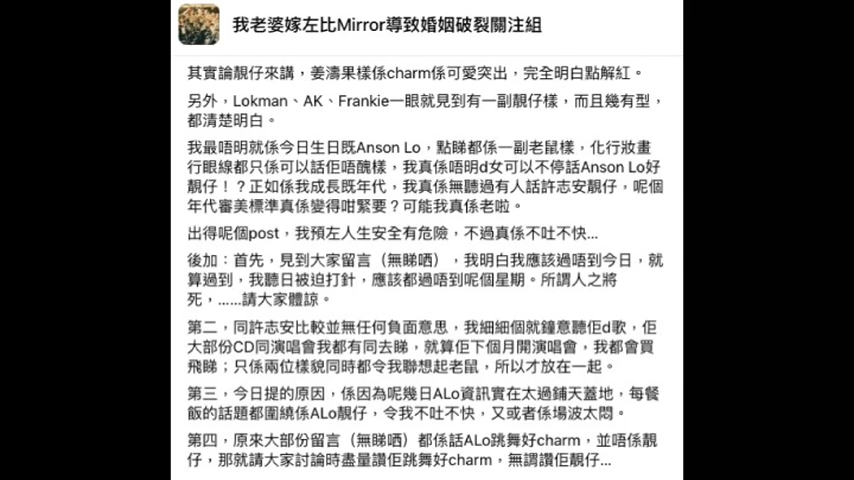 我老婆嫁左比Mirror導致婚姻破裂關注組
其實論靚仔來講，姜濤果樣係charm係可愛突出，完全明白點解紅。
另外，Lokman、AK、Frankie一眼就見到有一副靚仔樣，而且幾有型，
都清楚明白。
我最唔明就係今日生日既Anson Lo，點睇都係一副老鼠樣，化行妝畫
行眼線都只係可以話佢唔醜樣，我真係唔明d女可以不停話Anson Lo好
靚仔！？正如係我成長既年代，我真係無聽過有人話許志安靚仔，呢個
年代審美標準真係變得咁緊要？可能我真係老啦。
出得呢個post，我預左人生安全有危險，不過真係不吐不快...
後加：首先，見到大家留言（無睇哂），我明白我應該過唔到今日，就
算過到，我聽日被迫打針，應該都過唔到呢個星期。所謂人之將
死，......請大家體諒。
第二，同許志安比較並無任何負面意思，我細細個就鐘意聽佢d歌，佢
大部份CD同演唱會我都有同去睇，就算佢下個月開演唱會，我都會買
飛睇；只係兩位樣貌同時都令我聯想起老鼠，所以才放在一起。
第三，今日提的原因，係因為呢幾日ALo資訊實在太過鋪天蓋地，每餐
飯的話題都圍繞係ALo靚仔，令我不吐不快，又或者係場波太悶。
第四，原來大部份留言（無睇哂）都係話ALo跳舞好charm，並唔係靚
仔，那就請大家討論時盡量讚佢跳舞好charm，無謂讚佢靚仔...